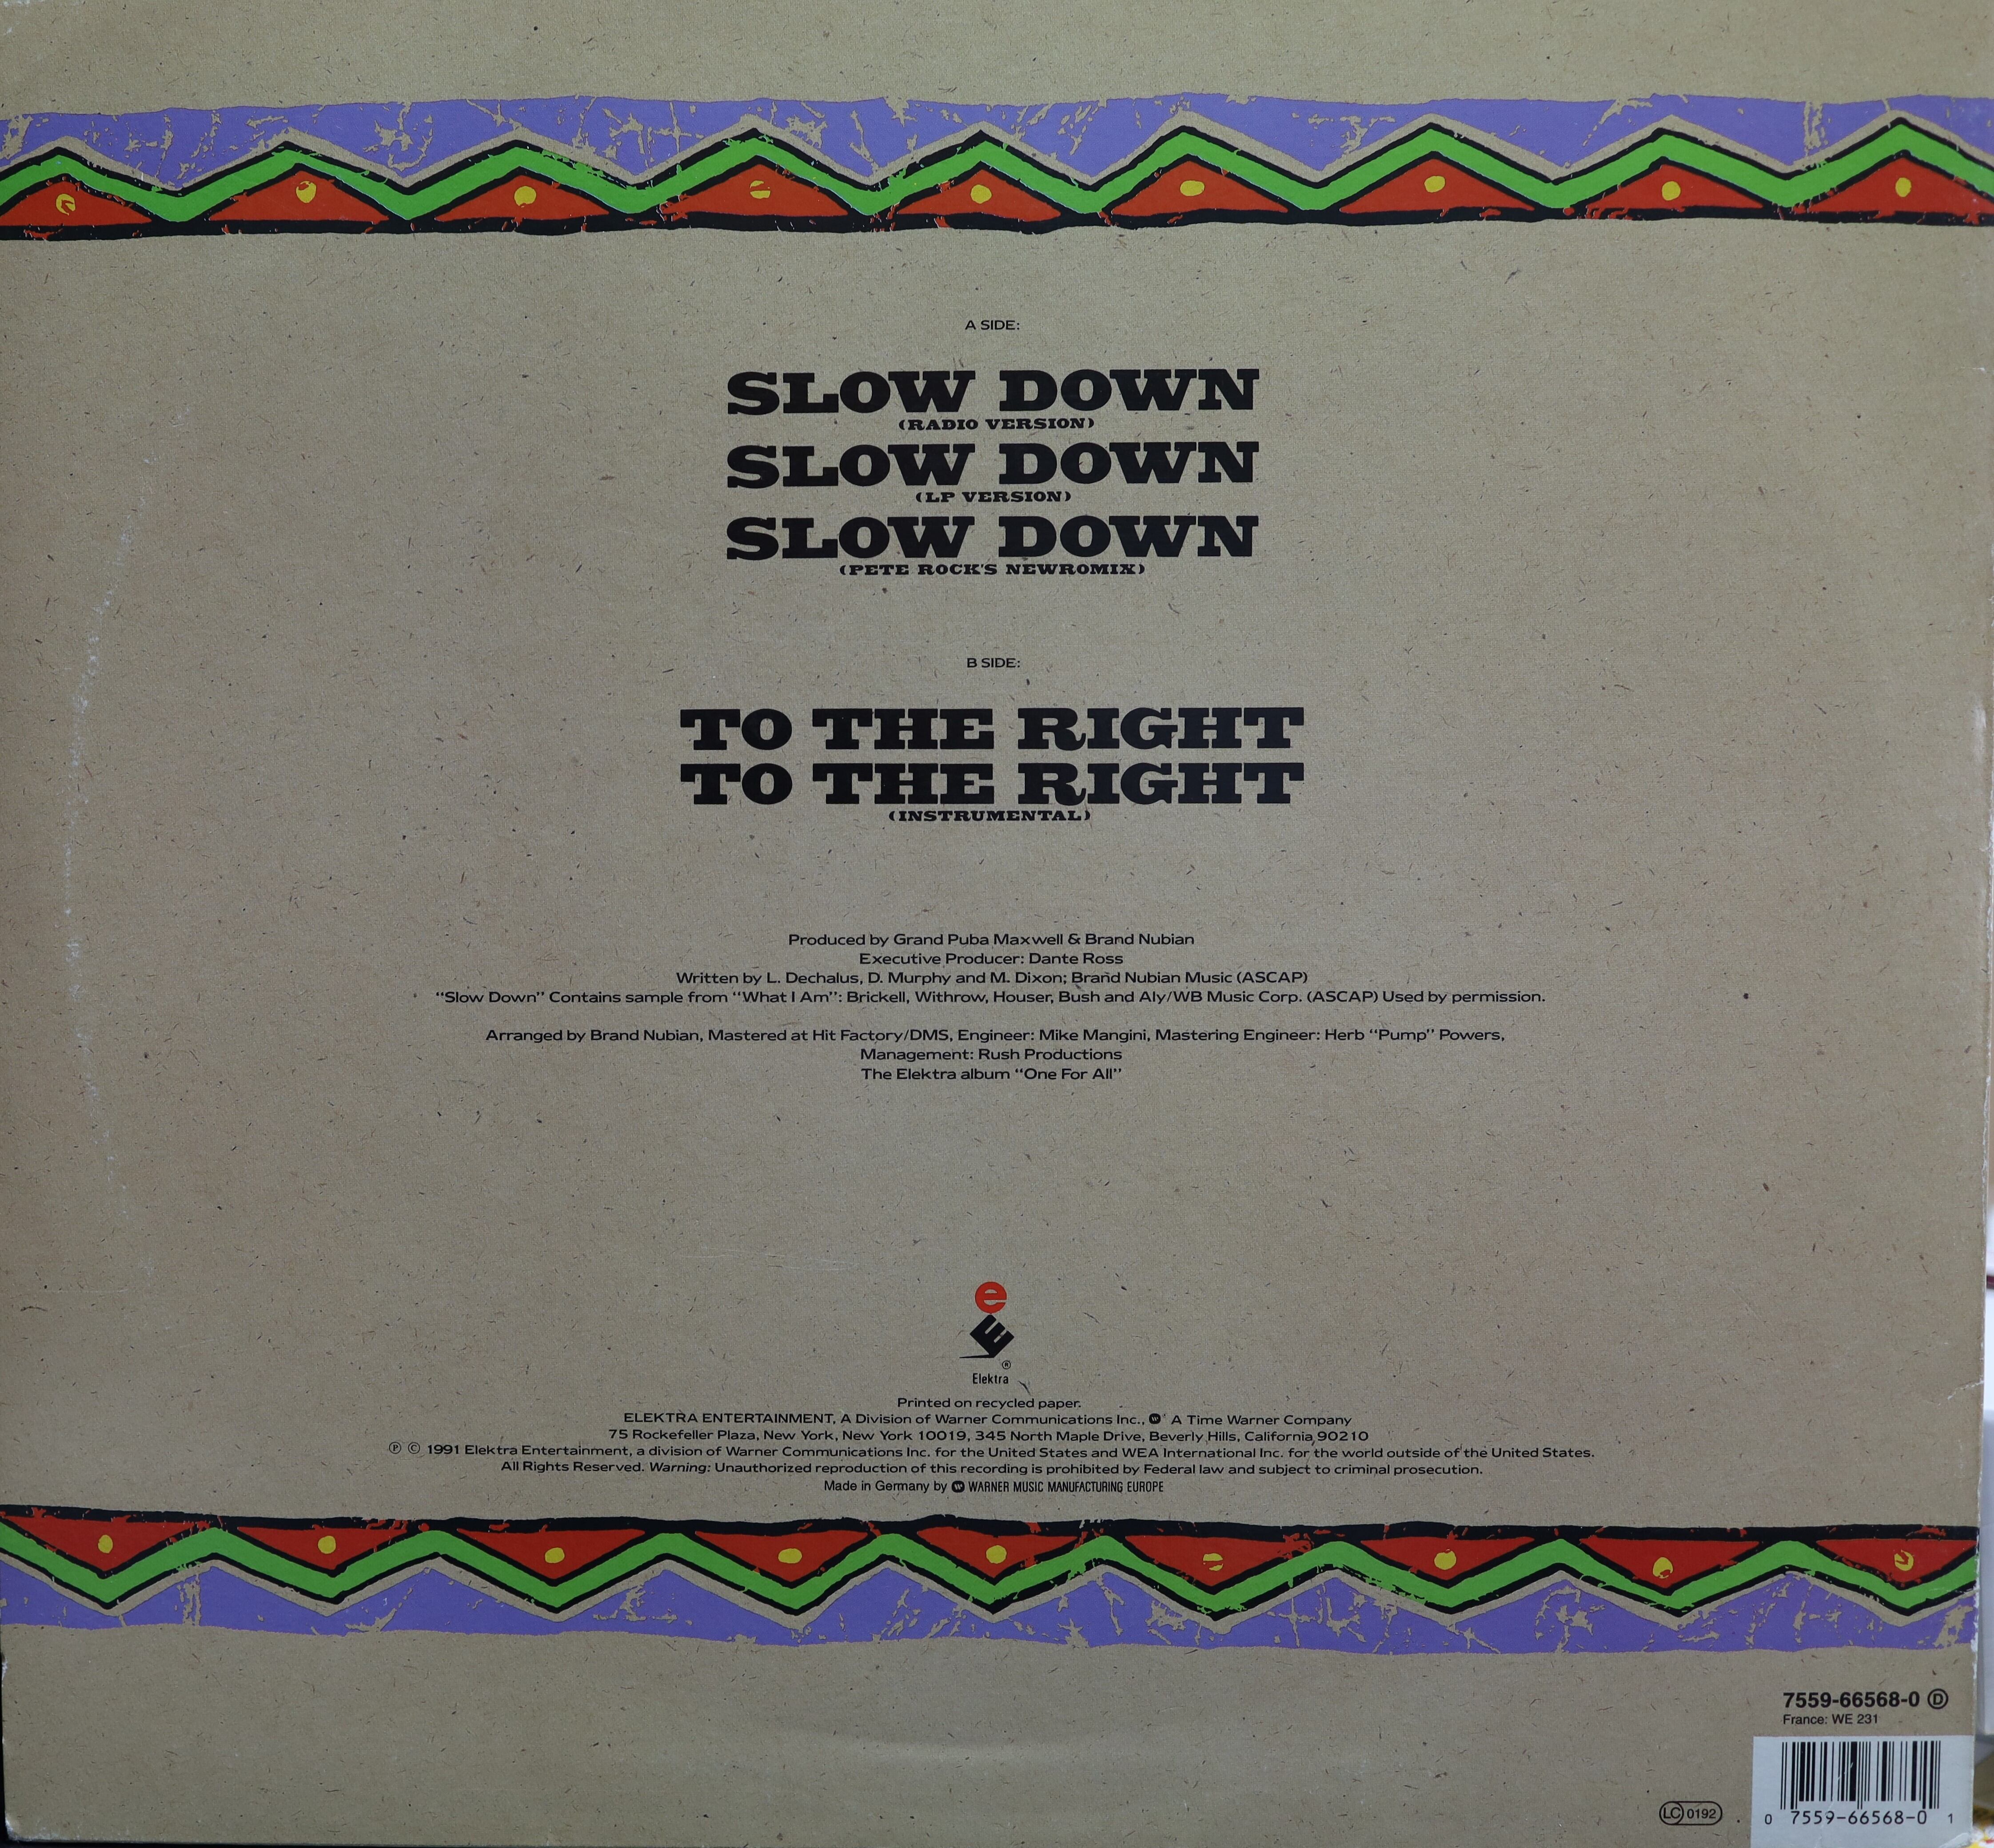 A SIDE:
SLOW DOWN
(RADIO VERSION)
SLOW DOWN
(LP VERSION)
SLOW DOWN
(PETE ROCK'S NEWROMIX)
B SIDE:
TO THE RIGHT
TO THE RIGHT
(INSTRUMENTAL)
Produced by Grand Puba Maxwell & Brand Nubian
Executive Producer: Dante Ross
Written by L. Dechalus, D. Murphy and M. Dixon; Brand Nubian Music (ASCAP)
“Slow Down” Contains sample from “What I Am”: Brickell, Withrow, Houser, Bush and Aly/WB Music Corp. (ASCAP) Used by permission.
Arranged by Brand Nubian, Mastered at Hit Factory/DMS, Engineer: Mike Mangini, Mastering Engineer: Herb “Pump” Powers,
Management: Rush Productions
The Elektra album “One For All”
e
E
®
Elektra
Printed on recycled paper.
ELEKTRA ENTERTAINMENT, A Division of Warner Communications Inc., W A Time Warner Company
75 Rockefeller Plaza, New York, New York 10019, 345 North Maple Drive, Beverly Hills, California 90210
℗ © 1991 Elektra Entertainment, a division of Warner Communications Inc. for the United States and WEA International Inc. for the world outside of the United States.
All Rights Reserved. Warning: Unauthorized reproduction of this recording is prohibited by Federal law and subject to criminal prosecution.
Made in Germany by W WARNER MUSIC MANUFACTURING EUROPE
7559-66568-0 Ⓓ
France: WE 231
LC 0192
0 7559-66568-0 1